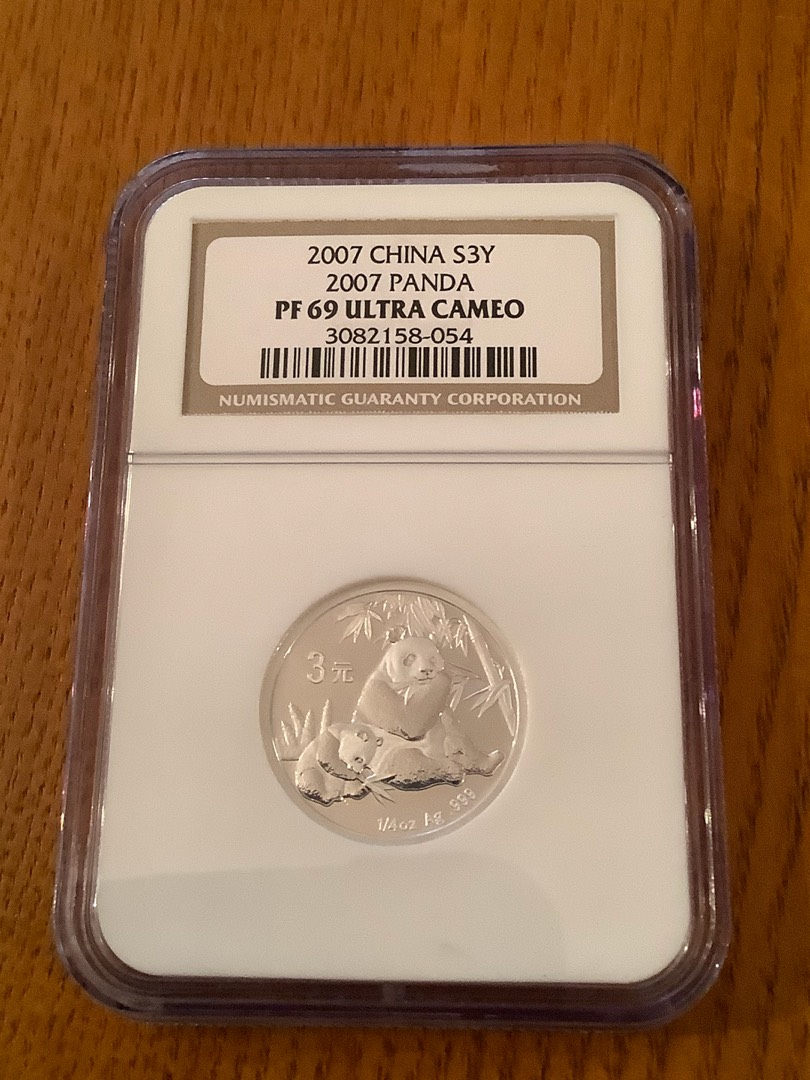 2007 CHINA S3Y
2007 PANDA
PF 69 ULTRA CAMEO
3082158-054
NUMISMATIC GUARANTY CORPORATION
3元
1/4oz Ag .999